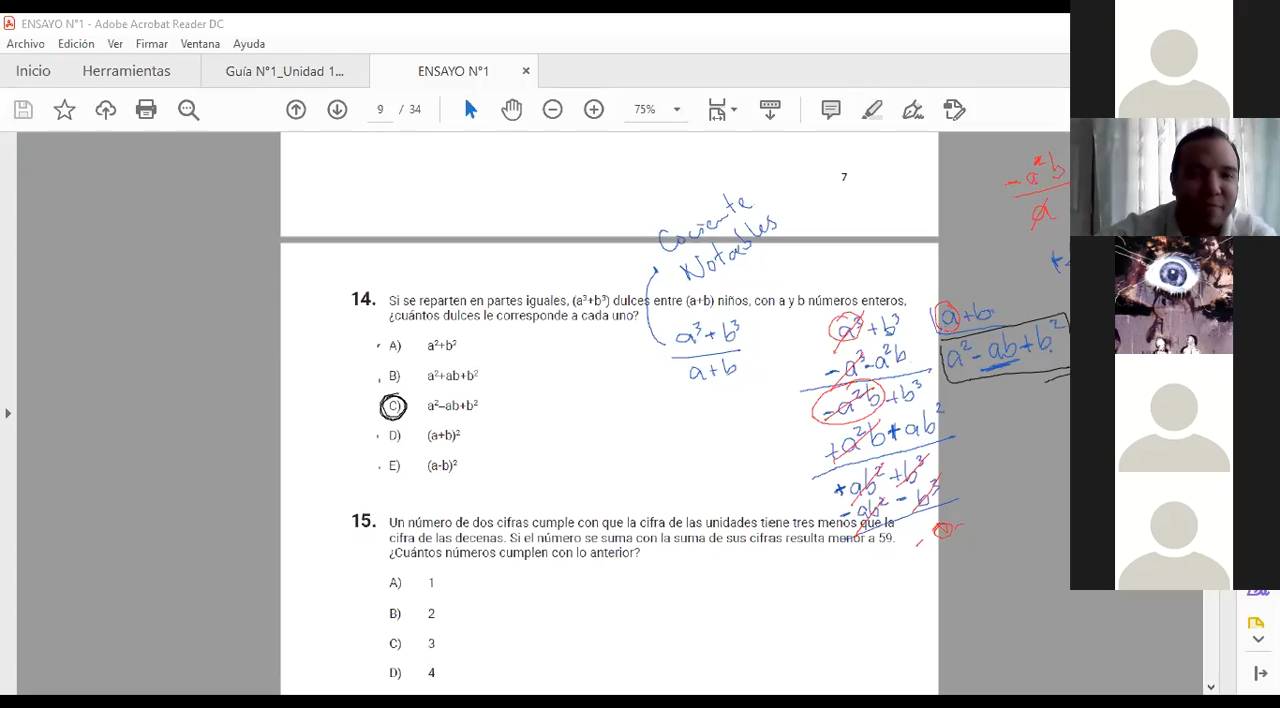 ENSAYO N°1 - Adobe Acrobat Reader DC
Archivo Edición Ver Firmar Ventana Ayuda
Inicio Herramientas Guía N°1_Unidad 1... ENSAYO N°1 ×
9 / 34 75%
7
Cociente
Notables
14. Si se reparten en partes iguales, (a³+b³) dulces entre (a+b) niños, con a y b números enteros,
¿cuántos dulces le corresponde a cada uno?
A) a²+b²
B) a²+ab+b²
C) a²–ab+b²
D) (a+b)²
E) (a-b)²
a³+b³
a+b
a³+b³
a+b
-a³-a²b
a²-ab+b²
-a²b+b³
+a²b+ab²
+ab²+b³
-ab²-b³
15. Un número de dos cifras cumple con que la cifra de las unidades tiene tres menos que la
cifra de las decenas. Si el número se suma con la suma de sus cifras resulta menor a 59.
¿Cuántos números cumplen con lo anterior?
A) 1
B) 2
C) 3
D) 4